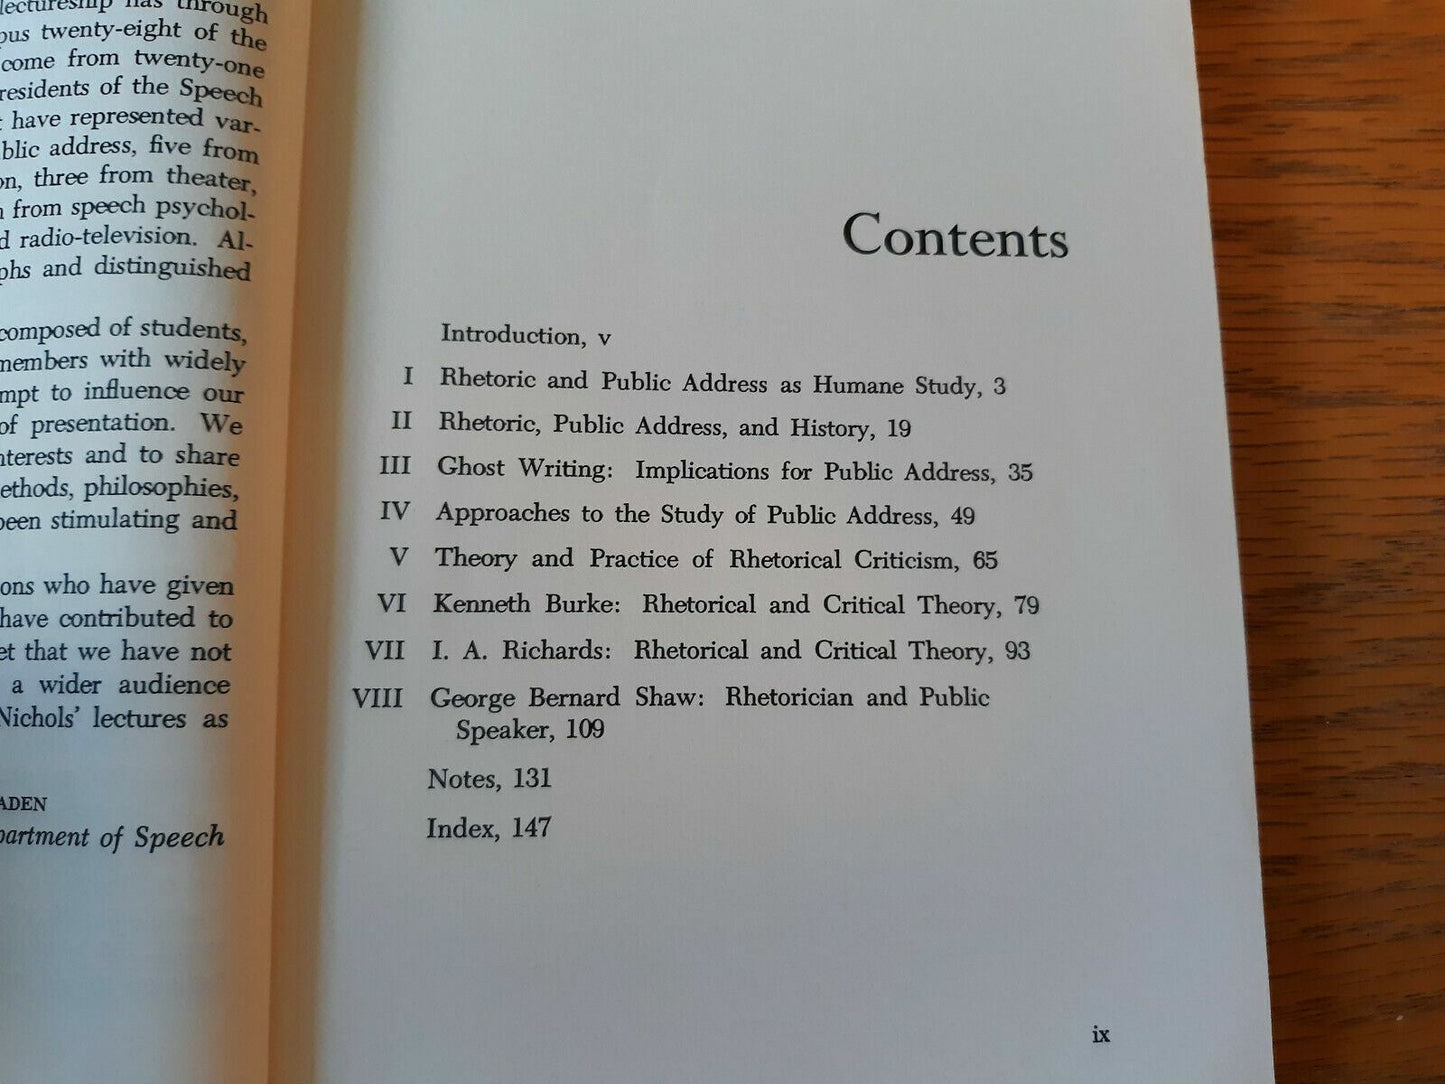 lectureship has through
twenty-eight of the
come from twenty-one
residents of the Speech
have represented var-
blic address, five from
on, three from theater,
from speech psychol-
radio-television. Al-
phs and distinguished
composed of students,
members with widely
mpt to influence our
of presentation. We
nterests and to share
ethods, philosophies,
been stimulating and
ons who have given
have contributed to
et that we have not
a wider audience
Nichols' lectures as
ADEN
partment of Speech
Contents
Introduction, v
I Rhetoric and Public Address as Humane Study, 3
II Rhetoric, Public Address, and History, 19
III Ghost Writing: Implications for Public Address, 35
IV Approaches to the Study of Public Address, 49
V Theory and Practice of Rhetorical Criticism, 65
VI Kenneth Burke: Rhetorical and Critical Theory, 79
VII I. A. Richards: Rhetorical and Critical Theory, 93
VIII George Bernard Shaw: Rhetorician and Public
Speaker, 109
Notes, 131
Index, 147
ix